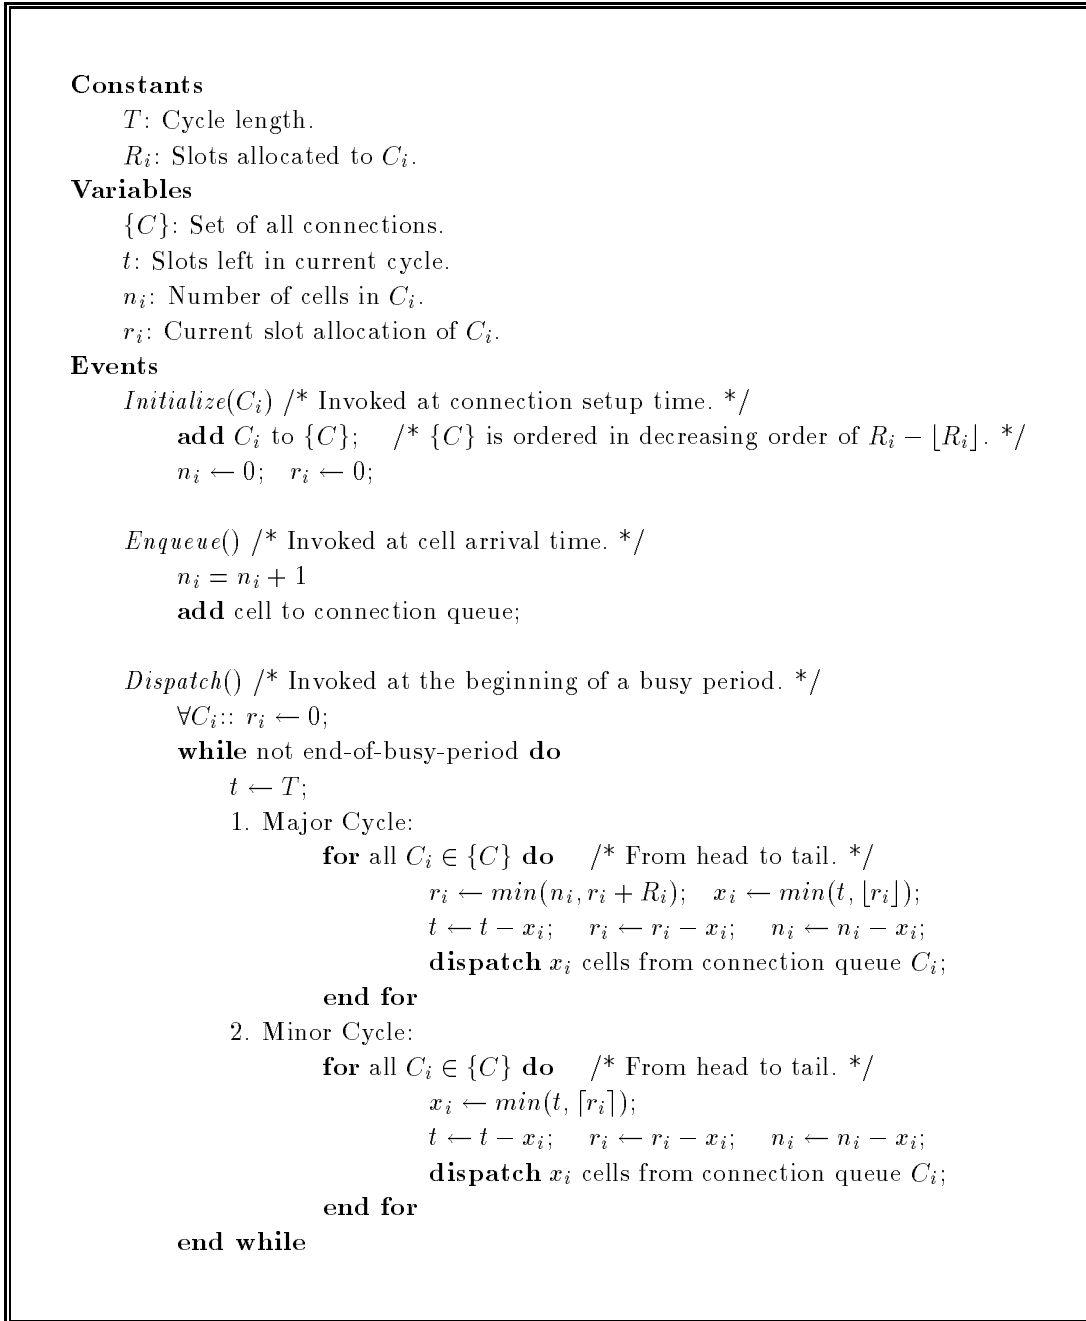 Constants
T: Cycle length.
R_i: Slots allocated to C_i.
Variables
{C}: Set of all connections.
t: Slots left in current cycle.
n_i: Number of cells in C_i.
r_i: Current slot allocation of C_i.
Events
Initialize(C_i) /* Invoked at connection setup time. */
add C_i to {C}; /* {C} is ordered in decreasing order of R_i − ⌊R_i⌋. */
n_i ← 0; r_i ← 0;
Enqueue() /* Invoked at cell arrival time. */
n_i = n_i + 1
add cell to connection queue;
Dispatch() /* Invoked at the beginning of a busy period. */
∀C_i:: r_i ← 0;
while not end-of-busy-period do
t ← T;
1. Major Cycle:
for all C_i ∈ {C} do /* From head to tail. */
r_i ← min(n_i, r_i + R_i); x_i ← min(t, ⌊r_i⌋);
t ← t − x_i; r_i ← r_i − x_i; n_i ← n_i − x_i;
dispatch x_i cells from connection queue C_i;
end for
2. Minor Cycle:
for all C_i ∈ {C} do /* From head to tail. */
x_i ← min(t, ⌈r_i⌉);
t ← t − x_i; r_i ← r_i − x_i; n_i ← n_i − x_i;
dispatch x_i cells from connection queue C_i;
end for
end while